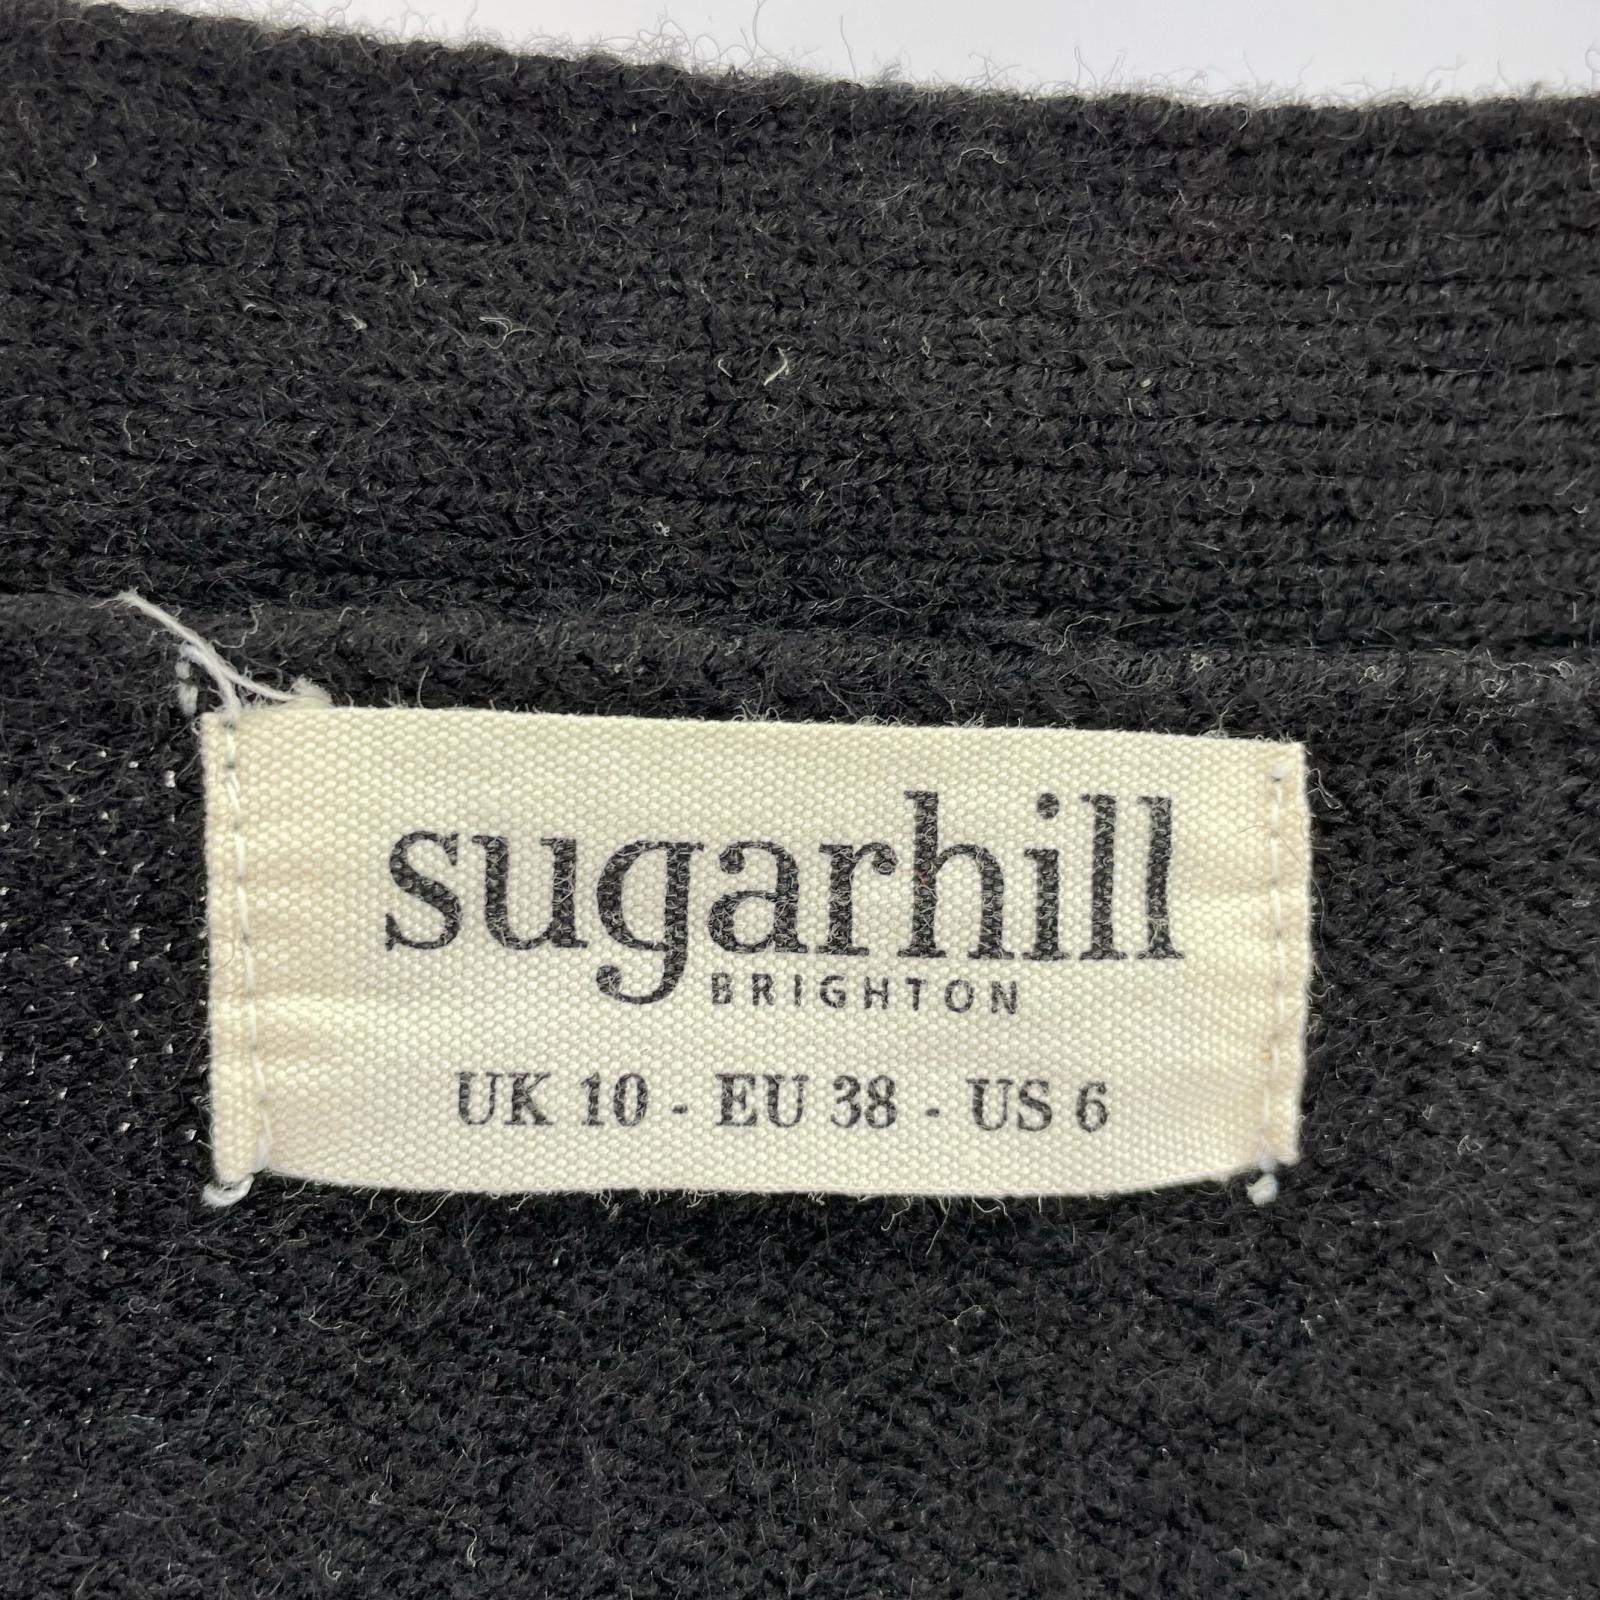 sugarhill
BRIGHTON
UK 10 - EU 38 - US 6